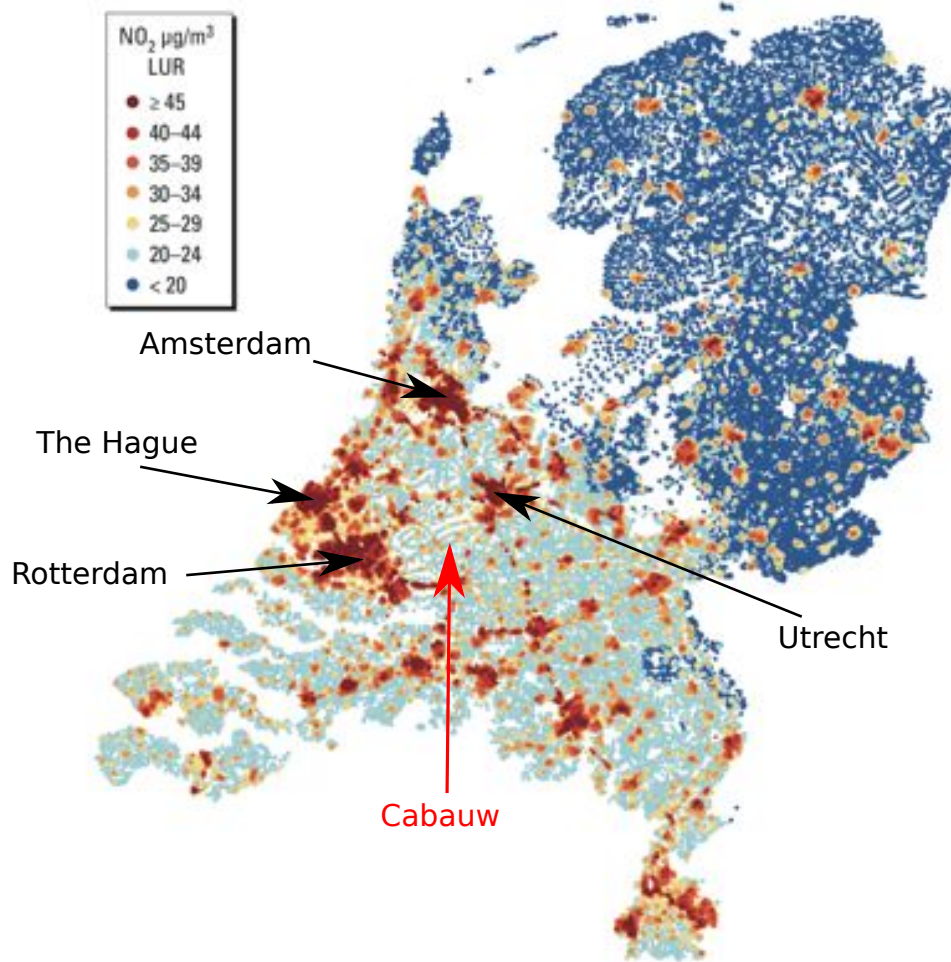 NO₂ µg/m³
LUR
≥ 45
40–44
35–39
30–34
25–29
20–24
< 20
Amsterdam
The Hague
Rotterdam
Utrecht
Cabauw